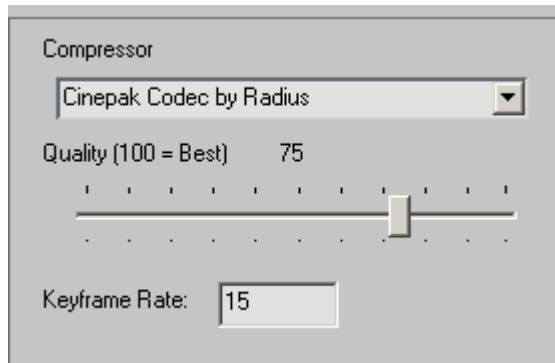 Compressor
Cinepak Codec by Radius
Quality (100 = Best) 75
Keyframe Rate: 15